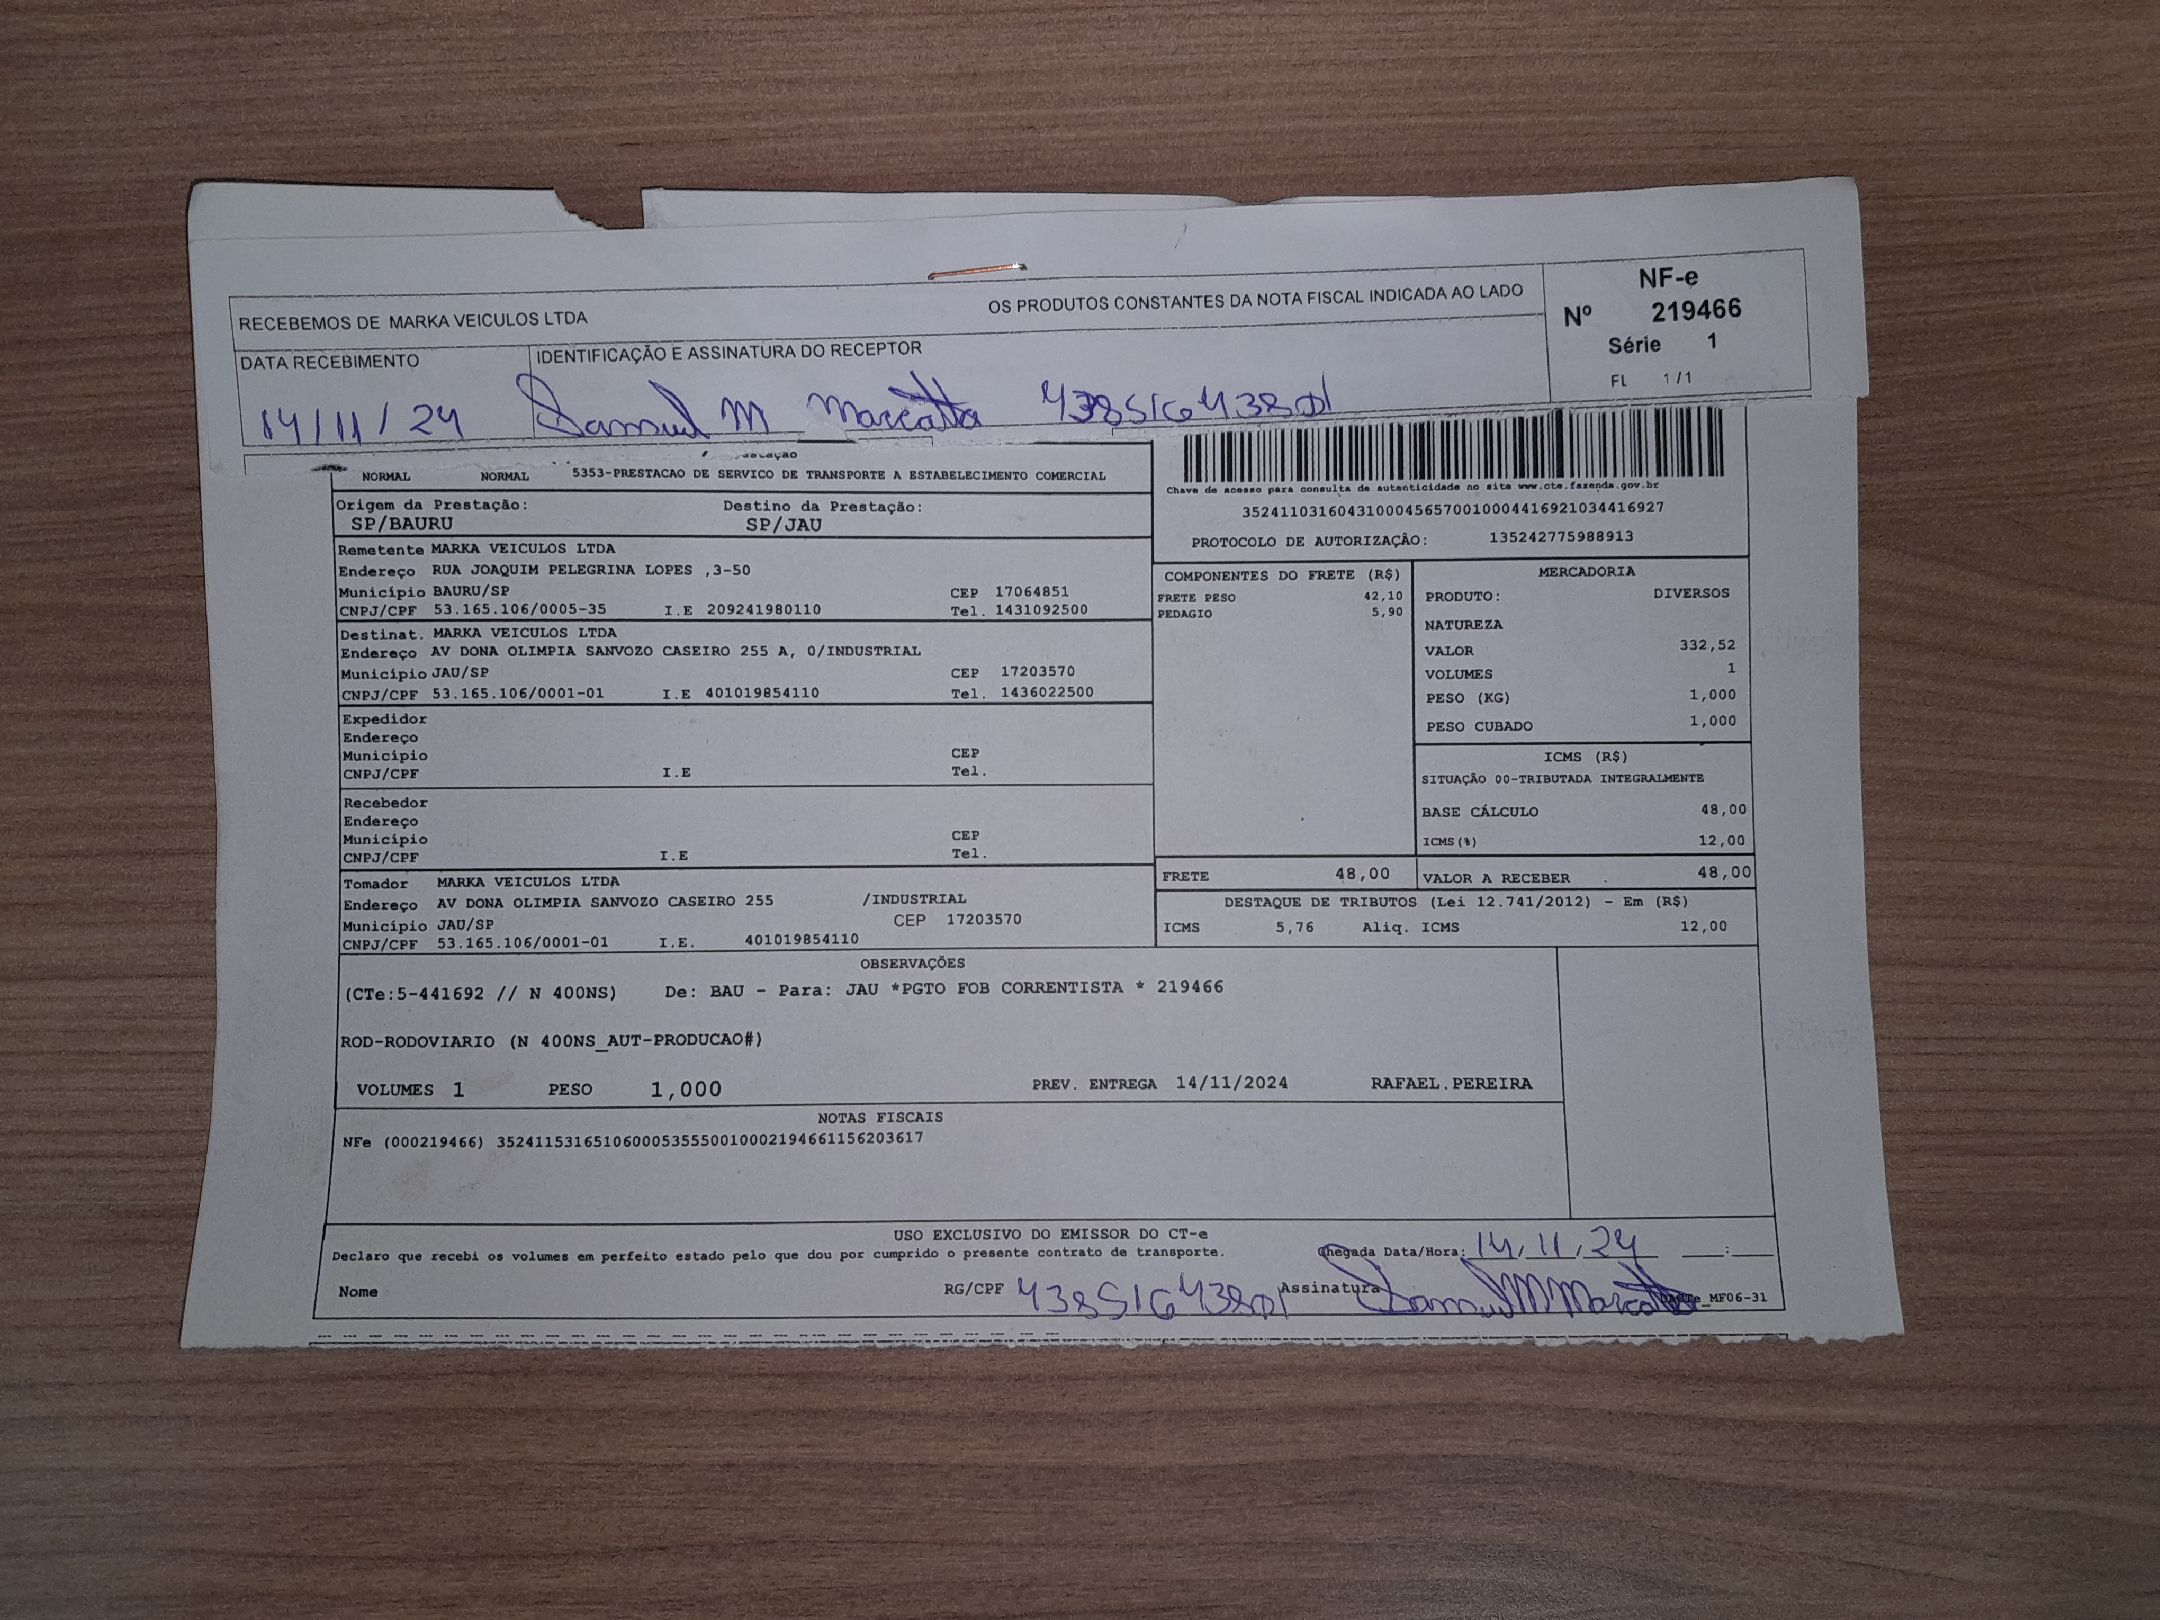 RECEBEMOS DE MARKA VEICULOS LTDA OS PRODUTOS CONSTANTES DA NOTA FISCAL INDICADA AO LADO
NF-e
Nº 219466
Série 1
FL 1/1
DATA RECEBIMENTO IDENTIFICAÇÃO E ASSINATURA DO RECEPTOR
14/11/24 Samuel M Marcatta
NORMAL NORMAL 5353-PRESTACAO DE SERVICO DE TRANSPORTE A ESTABELECIMENTO COMERCIAL
Origem da Prestação: Destino da Prestação:
SP/BAURU SP/JAU
Chave de acesso para consulta de autenticidade no site www.cte.fazenda.gov.br
35241103160431000456570010004416921034416927
PROTOCOLO DE AUTORIZAÇÃO: 135242775988913
Remetente MARKA VEICULOS LTDA
Endereço RUA JOAQUIM PELEGRINA LOPES ,3-50
Município BAURU/SP CEP 17064851
CNPJ/CPF 53.165.106/0005-35 I.E 209241980110 Tel. 1431092500
Destinat. MARKA VEICULOS LTDA
Endereço AV DONA OLIMPIA SANVOZO CASEIRO 255 A, 0/INDUSTRIAL
Município JAU/SP CEP 17203570
CNPJ/CPF 53.165.106/0001-01 I.E 401019854110 Tel. 1436022500
Expedidor
Endereço
Município CEP
CNPJ/CPF I.E Tel.
Recebedor
Endereço
Município CEP
CNPJ/CPF I.E Tel.
Tomador MARKA VEICULOS LTDA
Endereço AV DONA OLIMPIA SANVOZO CASEIRO 255 /INDUSTRIAL
Município JAU/SP CEP 17203570
CNPJ/CPF 53.165.106/0001-01 I.E. 401019854110
COMPONENTES DO FRETE (R$)
FRETE PESO 42,10
PEDAGIO 5,90
MERCADORIA
PRODUTO: DIVERSOS
NATUREZA
VALOR 332,52
VOLUMES 1
PESO (KG) 1,000
PESO CUBADO 1,000
ICMS (R$)
SITUAÇÃO 00-TRIBUTADA INTEGRALMENTE
BASE CÁLCULO 48,00
ICMS(%) 12,00
FRETE 48,00 VALOR A RECEBER 48,00
DESTAQUE DE TRIBUTOS (Lei 12.741/2012) - Em (R$)
ICMS 5,76 Aliq. ICMS 12,00
OBSERVAÇÕES
(CTe:5-441692 // N 400NS) De: BAU - Para: JAU *PGTO FOB CORRENTISTA * 219466
ROD-RODOVIARIO (N 400NS_AUT-PRODUCAO#)
VOLUMES 1 PESO 1,000 PREV. ENTREGA 14/11/2024 RAFAEL.PEREIRA
NOTAS FISCAIS
NFe (000219466) 35241153165106000535550010002194661156203617
USO EXCLUSIVO DO EMISSOR DO CT-e
Declaro que recebi os volumes em perfeito estado pelo que dou por cumprido o presente contrato de transporte. Chegada Data/Hora: 14/11/24 __:__
Nome RG/CPF Assinatura Samuel M Marcatta MF06-31